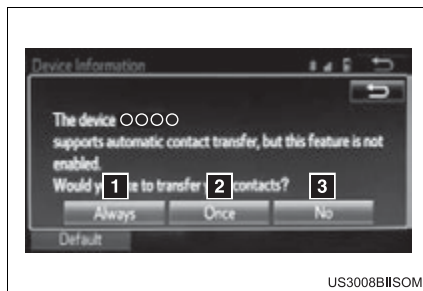 Device Information
The device ○○○○
supports automatic contact transfer, but this feature is not
enabled.
Would to transfer contacts?
1 2 3
Always Once No
Default
US3008BIISOM